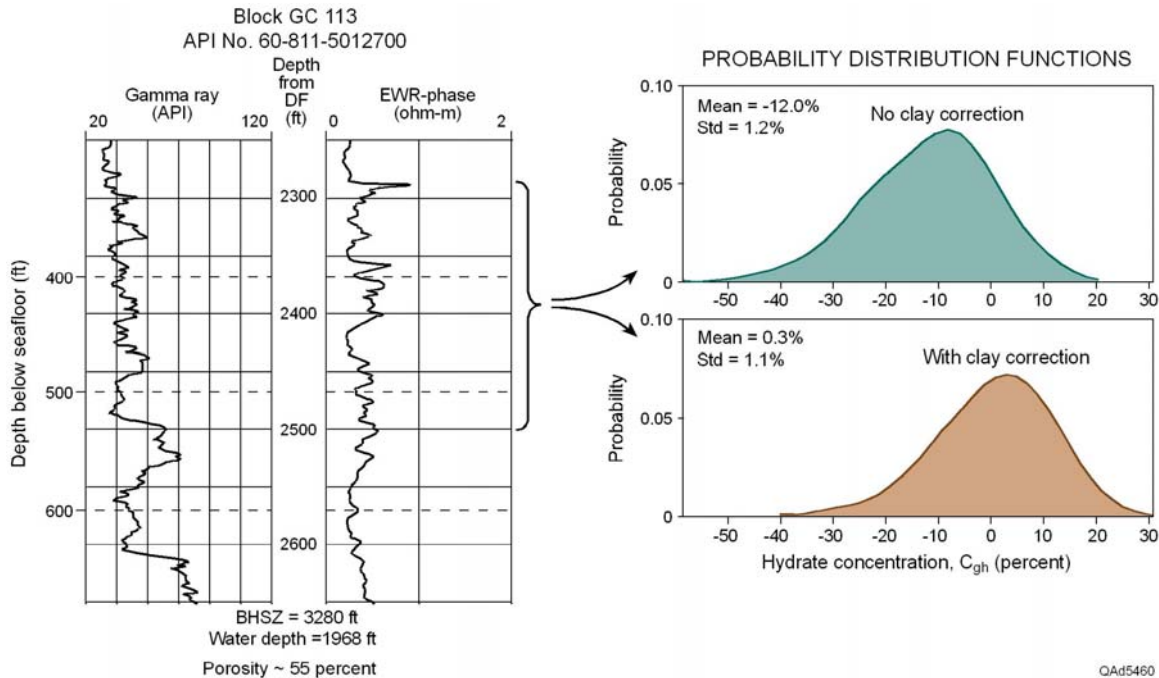 Block GC 113
API No. 60-811-5012700
Gamma ray
(API)
20
120
Depth
from
DF
(ft)
EWR-phase
(ohm-m)
0
2
Depth below seafloor (ft)
400
500
600
2300
2400
2500
2600
BHSZ = 3280 ft
Water depth =1968 ft
Porosity ~ 55 percent
PROBABILITY DISTRIBUTION FUNCTIONS
Mean = -12.0%
Std = 1.2%
No clay correction
Probability
0.10
0.05
0
-50 -40 -30 -20 -10 0 10 20 30
Mean = 0.3%
Std = 1.1%
With clay correction
Probability
0.10
0.05
0
-50 -40 -30 -20 -10 0 10 20 30
Hydrate concentration, Cgh (percent)
QAd5460